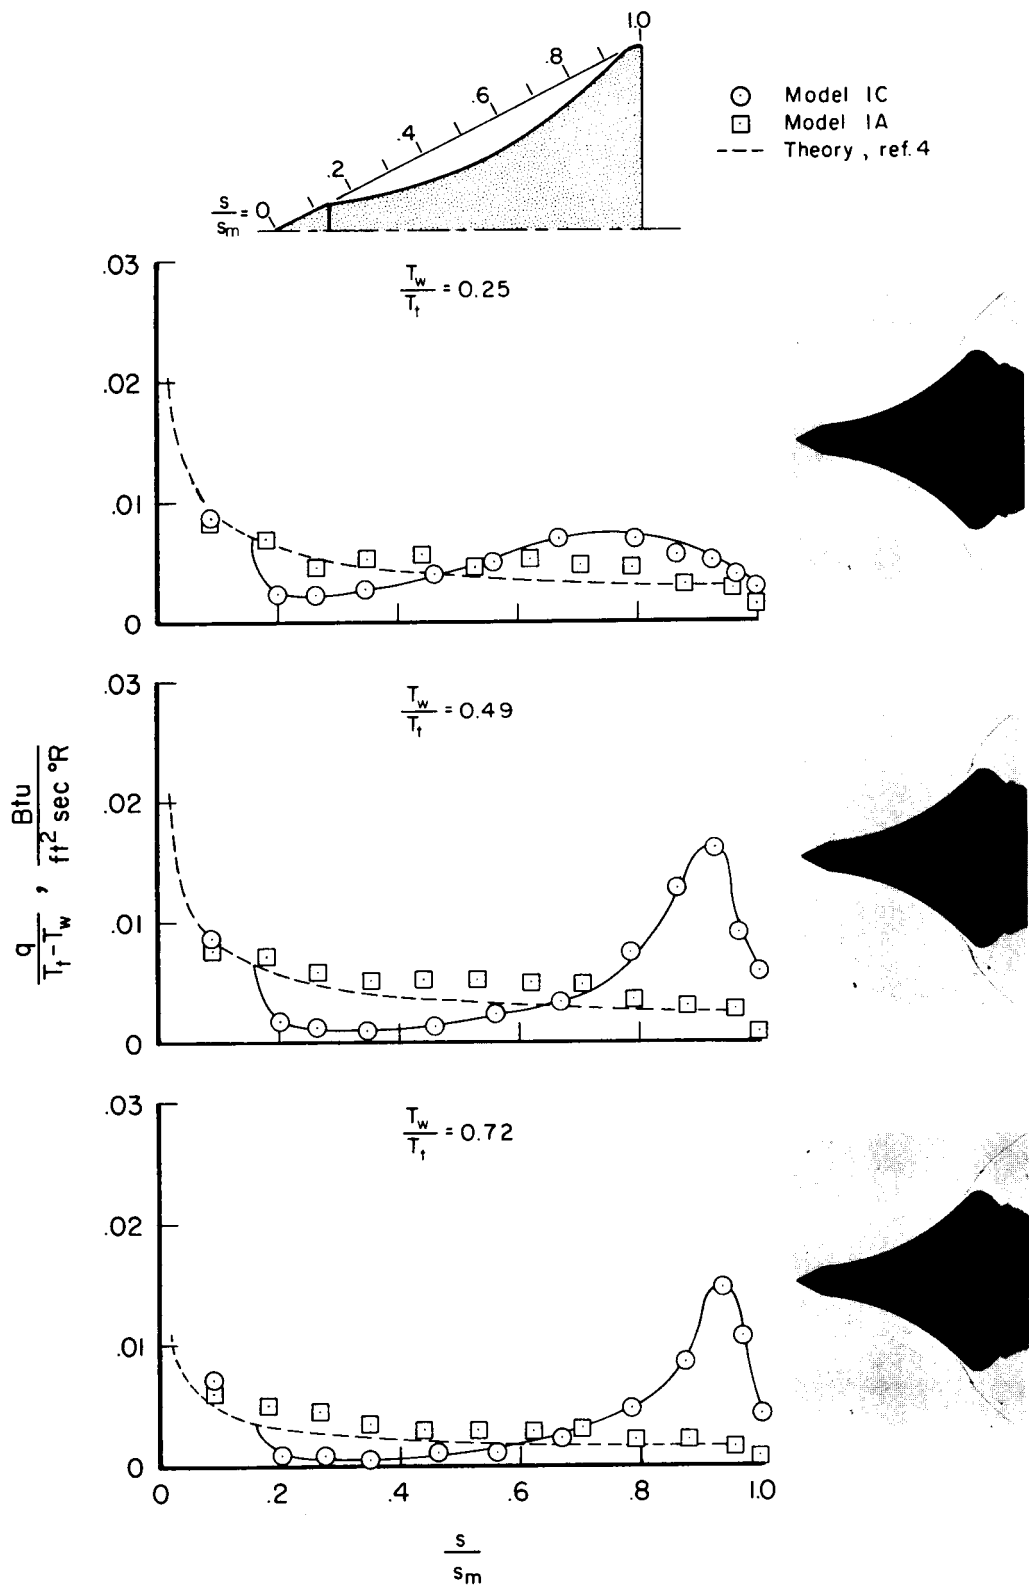 1.0
.8
.6
.4
.2
s/sm = 0
Model 1C
Model 1A
Theory, ref. 4
.03
Tw/Tt = 0.25
.02
.01
0
.03
Tw/Tt = 0.49
.02
.01
0
q/(Tt-Tw), Btu/(ft² sec °R)
.03
Tw/Tt = 0.72
.02
.01
0
0 .2 .4 .6 .8 1.0
s/sm